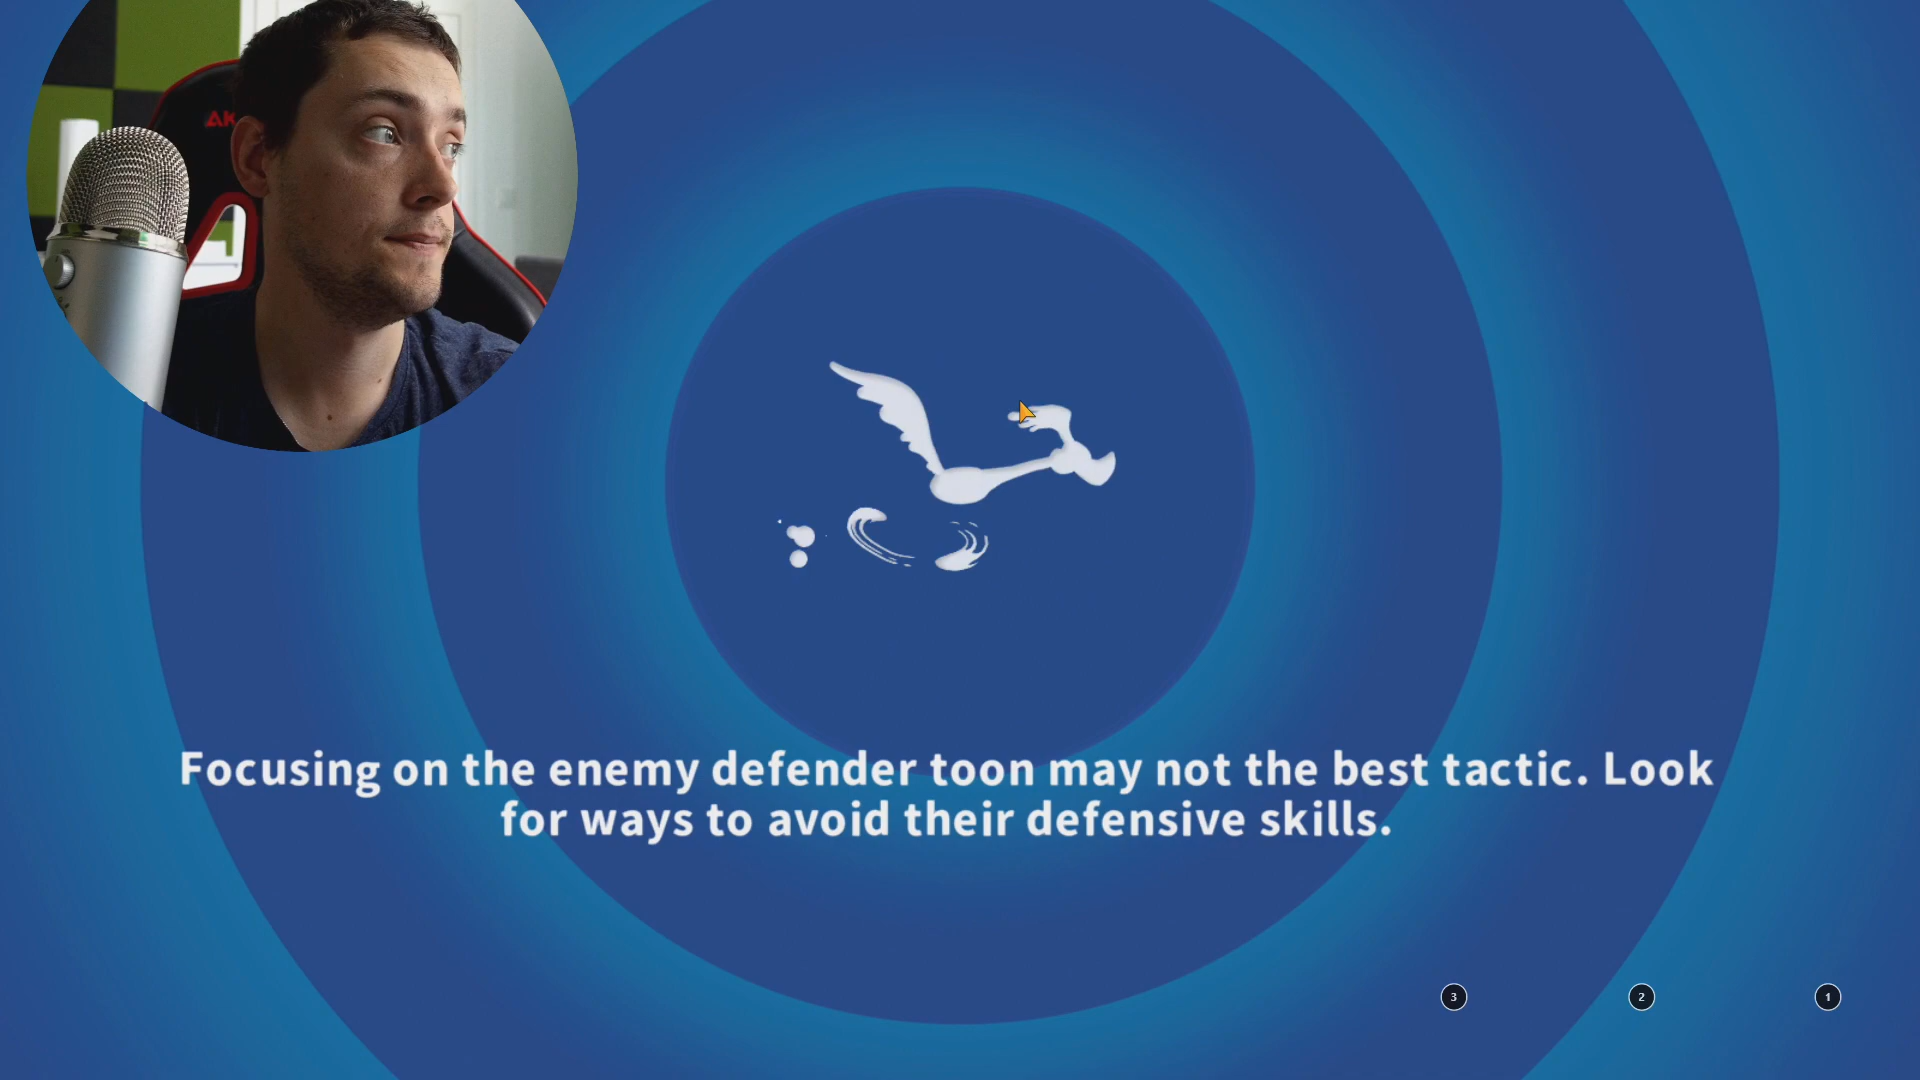 AK
Focusing on the enemy defender toon may not the best tactic. Look
for ways to avoid their defensive skills.
3 2 1